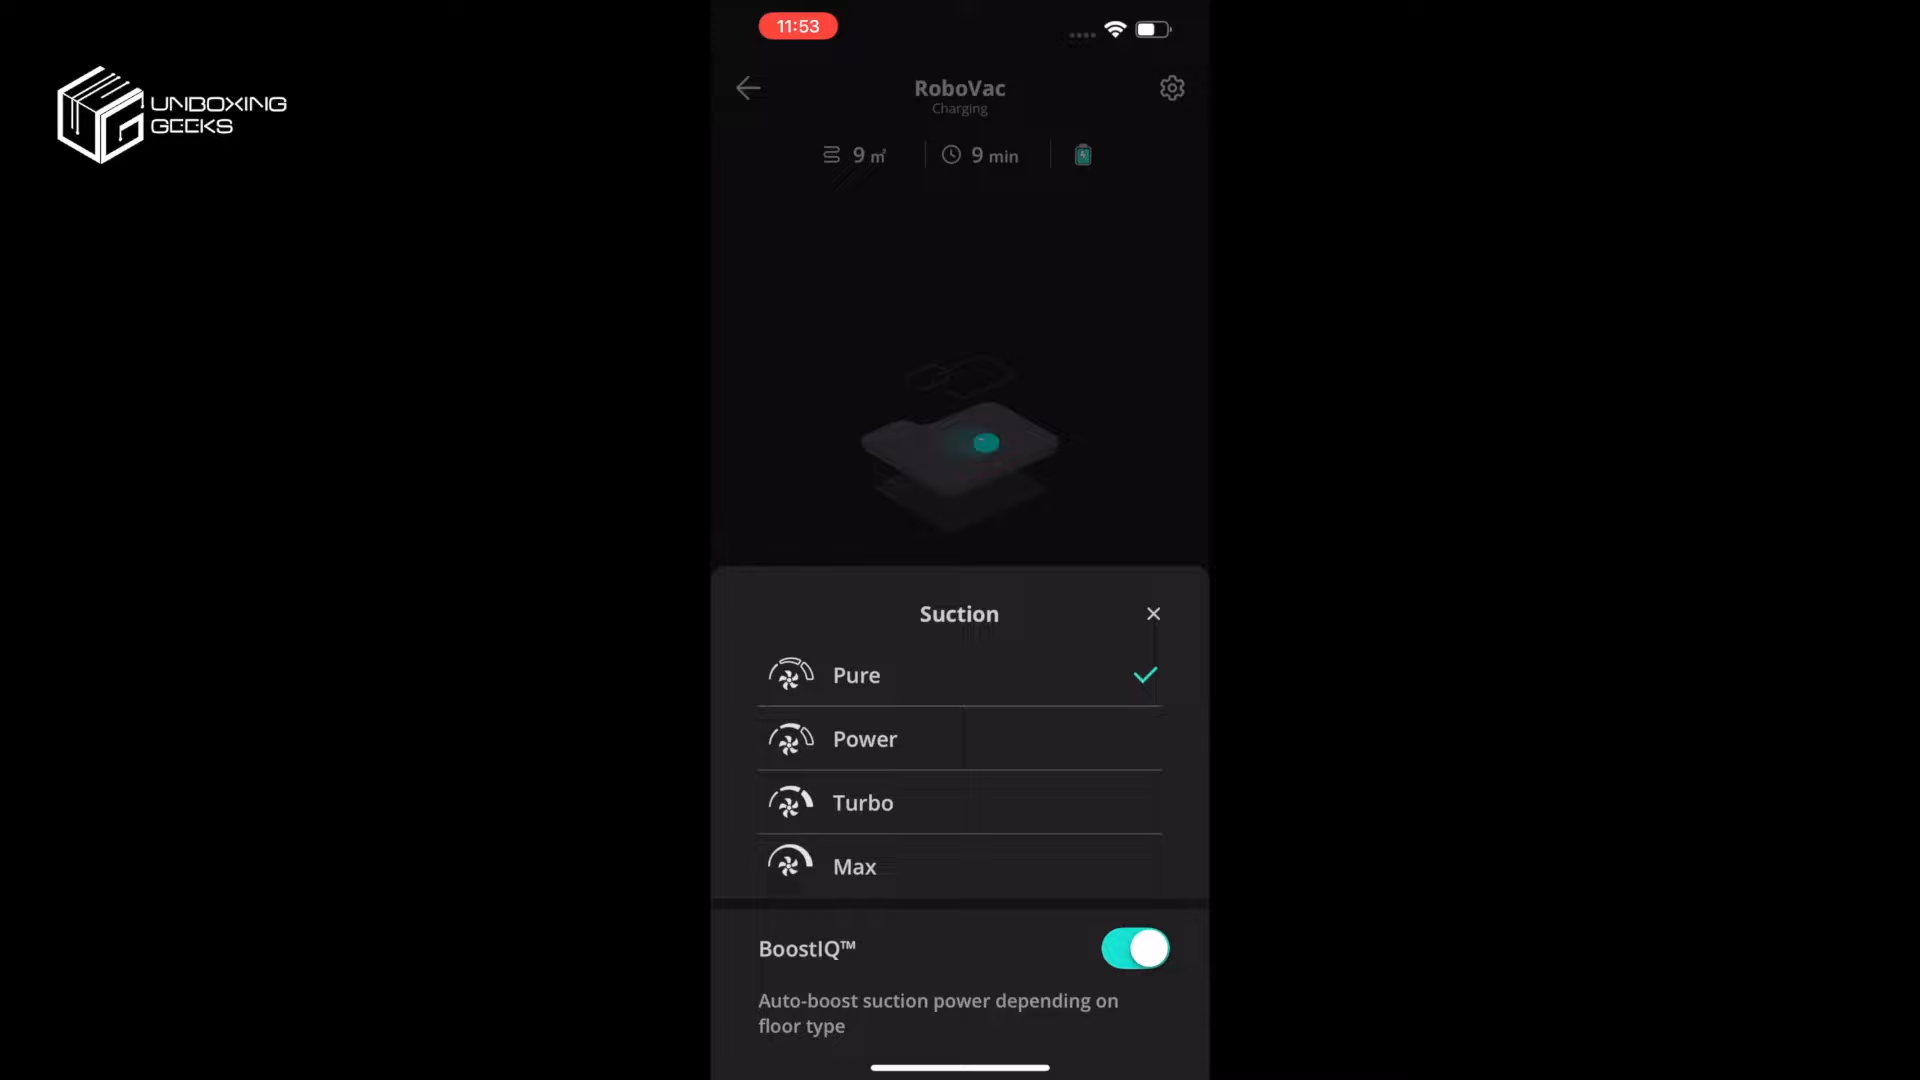 11:53
UNBOXING
GEEKS
RoboVac
Charging
9 m²
9 min
Suction
Pure
Power
Turbo
Max
BoostIQ™
Auto-boost suction power depending on
floor type